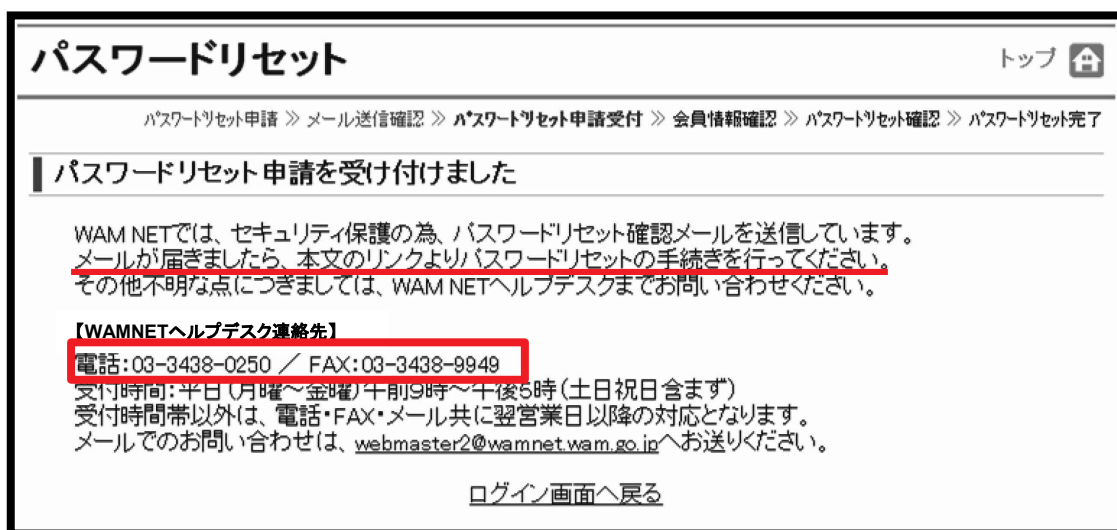 パスワードリセット
トップ
パスワードリセット申請 ≫ メール送信確認 ≫ パスワードリセット申請受付 ≫ 会員情報確認 ≫ パスワードリセット確認 ≫ パスワードリセット完了
パスワードリセット申請を受け付けました
WAM NETでは、セキュリティ保護の為、パスワードリセット確認メールを送信しています。
メールが届きましたら、本文のリンクよりパスワードリセットの手続きを行ってください。
その他不明な点につきましては、WAM NETヘルプデスクまでお問い合わせください。
【WAMNETヘルプデスク連絡先】
電話:03-3438-0250 ／ FAX:03-3438-9949
受付時間:平日(月曜～金曜)午前9時～午後5時(土日祝日含まず)
受付時間帯以外は、電話・FAX・メール共に翌営業日以降の対応となります。
メールでのお問い合わせは、webmaster2@wamnet.wam.go.jpへお送りください。
ログイン画面へ戻る